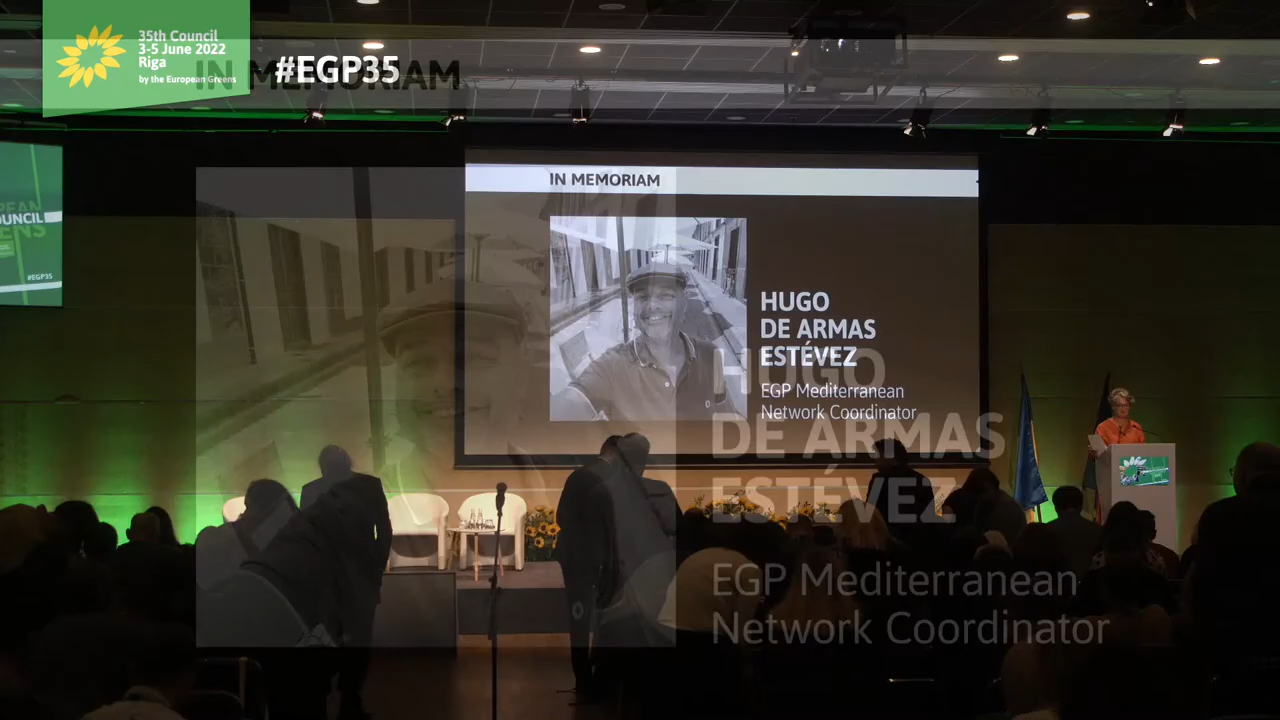 35th Council
3-5 June 2022
Riga
by the European Greens
#EGP35
IN MEMORIAM
IN MEMORIAM
HUGO
DE ARMAS
ESTÉVEZ
EGP Mediterranean
Network Coordinator
HUGO
DE ARMAS
ESTÉVEZ
EGP Mediterranean
Network Coordinator
OUNCIL
#EGP35